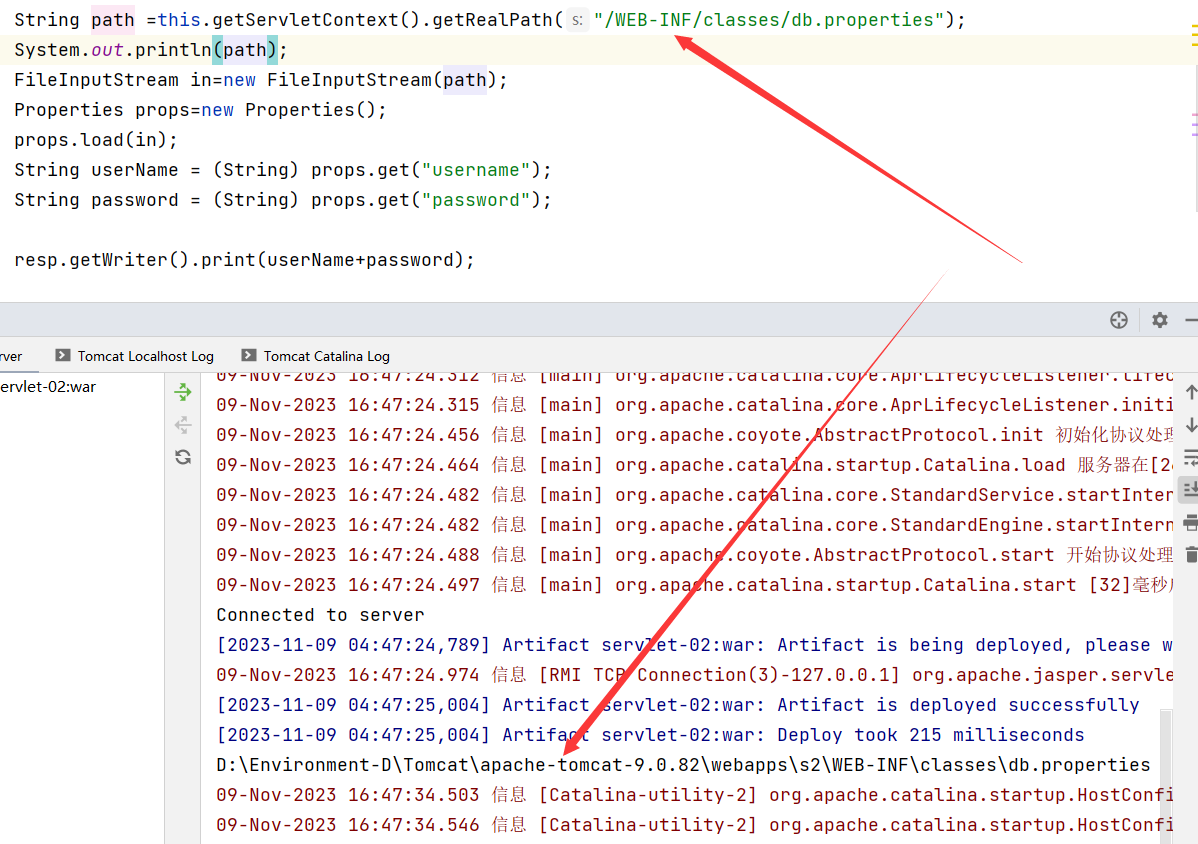 String path =this.getServletContext().getRealPath( s: "/WEB-INF/classes/db.properties");
System.out.println(path);
FileInputStream in=new FileInputStream(path);
Properties props=new Properties();
props.load(in);
String userName = (String) props.get("username");
String password = (String) props.get("password");
resp.getWriter().print(userName+password);
rver Tomcat Localhost Log Tomcat Catalina Log
ervlet-02:war
09-Nov-2023 16:47:24.312 信息 [main] org.apache.catalina.core.AprLifecycleListener.lifec
09-Nov-2023 16:47:24.315 信息 [main] org.apache.catalina.core.AprLifecycleListener.initi
09-Nov-2023 16:47:24.456 信息 [main] org.apache.coyote.AbstractProtocol.init 初始化协议处理
09-Nov-2023 16:47:24.464 信息 [main] org.apache.catalina.startup.Catalina.load 服务器在[2
09-Nov-2023 16:47:24.482 信息 [main] org.apache.catalina.core.StandardService.startInter
09-Nov-2023 16:47:24.482 信息 [main] org.apache.catalina.core.StandardEngine.startIntern
09-Nov-2023 16:47:24.488 信息 [main] org.apache.coyote.AbstractProtocol.start 开始协议处理
09-Nov-2023 16:47:24.497 信息 [main] org.apache.catalina.startup.Catalina.start [32]毫秒
Connected to server
[2023-11-09 04:47:24,789] Artifact servlet-02:war: Artifact is being deployed, please w
09-Nov-2023 16:47:24.974 信息 [RMI TCP Connection(3)-127.0.0.1] org.apache.jasper.servle
[2023-11-09 04:47:25,004] Artifact servlet-02:war: Artifact is deployed successfully
[2023-11-09 04:47:25,004] Artifact servlet-02:war: Deploy took 215 milliseconds
D:\Environment-D\Tomcat\apache-tomcat-9.0.82\webapps\s2\WEB-INF\classes\db.properties
09-Nov-2023 16:47:34.503 信息 [Catalina-utility-2] org.apache.catalina.startup.HostConfi
09-Nov-2023 16:47:34.546 信息 [Catalina-utility-2] org.apache.catalina.startup.HostConfi